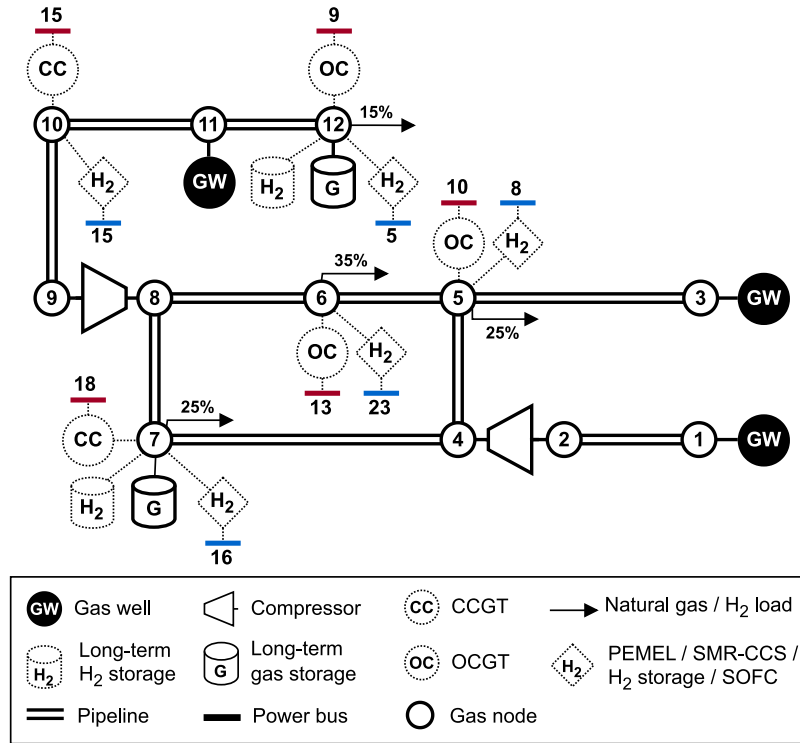 15 9
CC OC
10 11 12 15%
H2 GW H2 G H2
15 5
10 8
OC H2
35%
9 8 6 5 3 GW
25%
OC H2
18 25% 13 23
CC 7 4 2 1 GW
H2 G H2
16
GW Gas well Compressor CC CCGT Natural gas / H2 load
H2 Long-term H2 storage G Long-term gas storage OC OCGT H2 PEMEL / SMR-CCS / H2 storage / SOFC
Pipeline Power bus Gas node